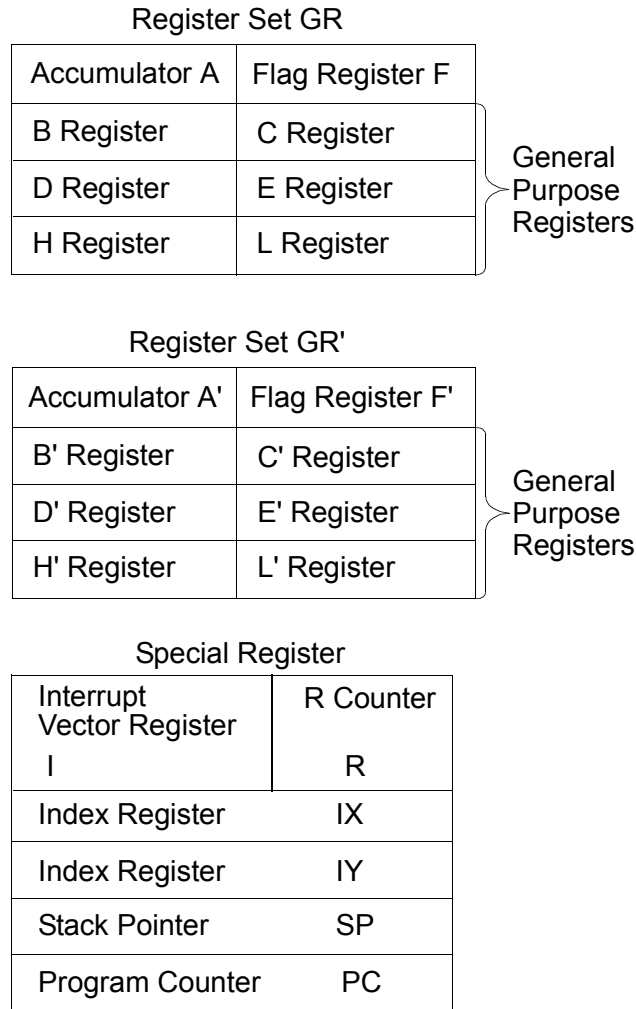 Register Set GR
Accumulator A Flag Register F
B Register C Register
D Register E Register
H Register L Register
General
Purpose
Registers
Register Set GR'
Accumulator A' Flag Register F'
B' Register C' Register
D' Register E' Register
H' Register L' Register
General
Purpose
Registers
Special Register
Interrupt R Counter
Vector Register
I R
Index Register IX
Index Register IY
Stack Pointer SP
Program Counter PC